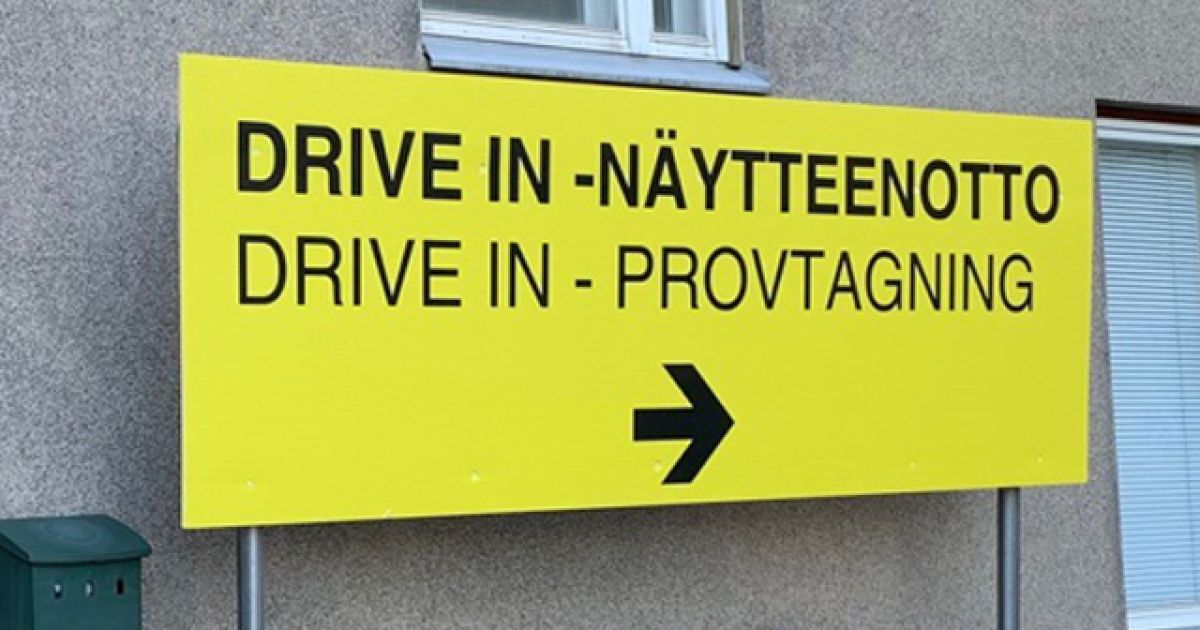 DRIVE IN -NÄYTTEENOTTO
DRIVE IN - PROVTAGNING